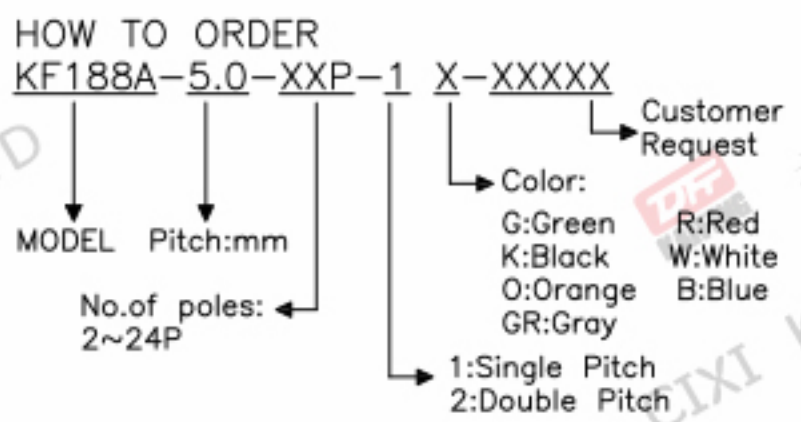 HOW TO ORDER
KF188A-5.0-XXP-1 X-XXXXX
Customer
Request
Color:
G:Green R:Red
K:Black W:White
O:Orange B:Blue
GR:Gray
MODEL Pitch:mm
No.of poles:
2~24P
1:Single Pitch
2:Double Pitch
CIXI